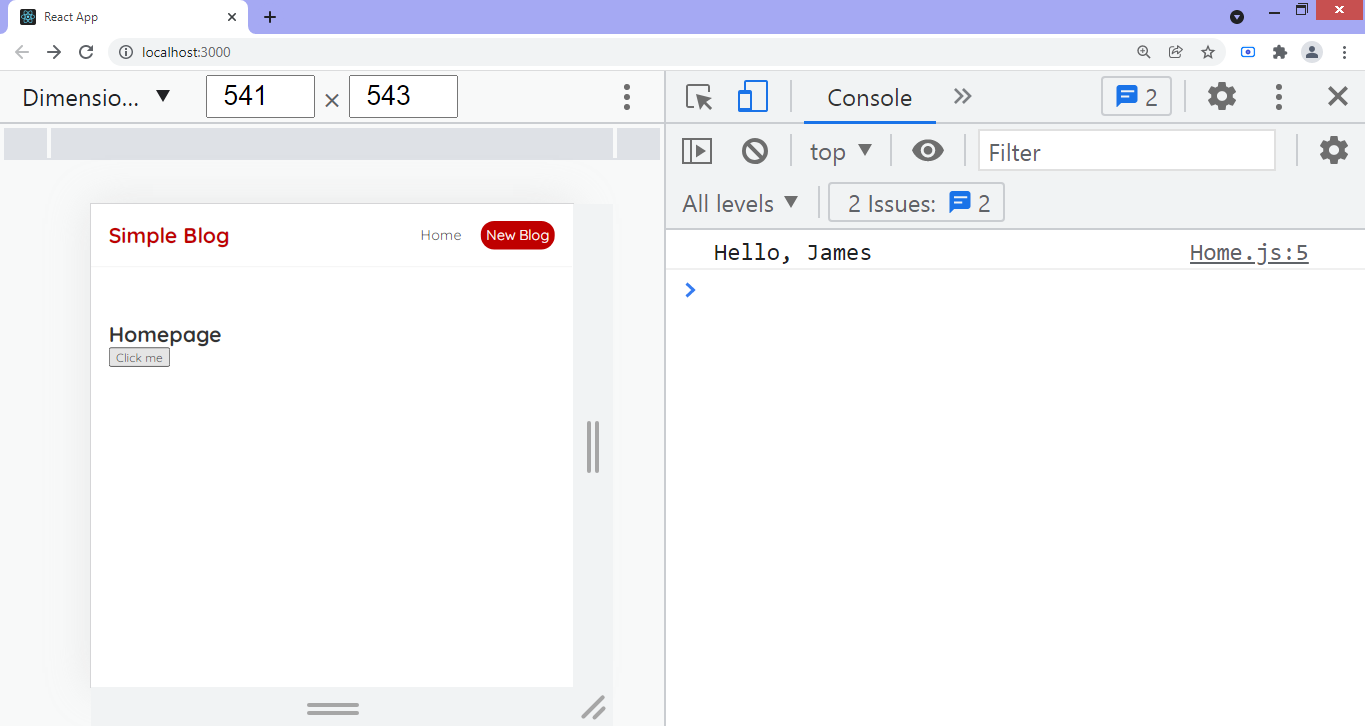 React App
localhost:3000
Dimensio... 541 × 543
Console 2
top Filter
All levels 2 Issues: 2
Simple Blog Home New Blog
Homepage
Click me
Hello, James Home.js:5